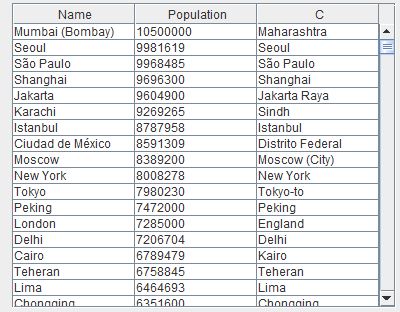 Name Population C
Mumbai (Bombay) 10500000 Maharashtra
Seoul 9981619 Seoul
São Paulo 9968485 São Paulo
Shanghai 9696300 Shanghai
Jakarta 9604900 Jakarta Raya
Karachi 9269265 Sindh
Istanbul 8787958 Istanbul
Ciudad de México 8591309 Distrito Federal
Moscow 8389200 Moscow (City)
New York 8008278 New York
Tokyo 7980230 Tokyo-to
Peking 7472000 Peking
London 7285000 England
Delhi 7206704 Delhi
Cairo 6789479 Kairo
Teheran 6758845 Teheran
Lima 6464693 Lima
Chongqing 6351600 Chongqing